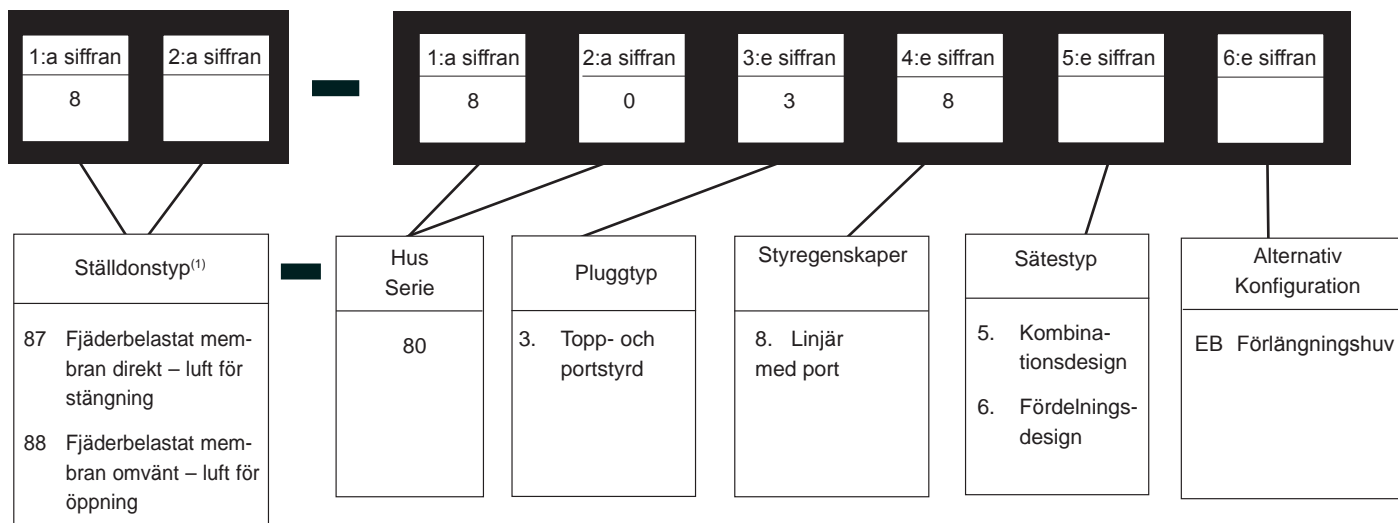 1:a siffran
8
2:a siffran
1:a siffran
8
2:a siffran
0
3:e siffran
3
4:e siffran
8
5:e siffran
6:e siffran
Ställdonstyp(1)
87 Fjäderbelastat mem-
bran direkt – luft för
stängning
88 Fjäderbelastat mem-
bran omvänt – luft för
öppning
Hus
Serie
80
Pluggtyp
3. Topp- och
portstyrd
Styregenskaper
8. Linjär
med port
Sätestyp
5. Kombina-
tionsdesign
6. Fördelnings-
design
Alternativ
Konfiguration
EB Förlängningshuv